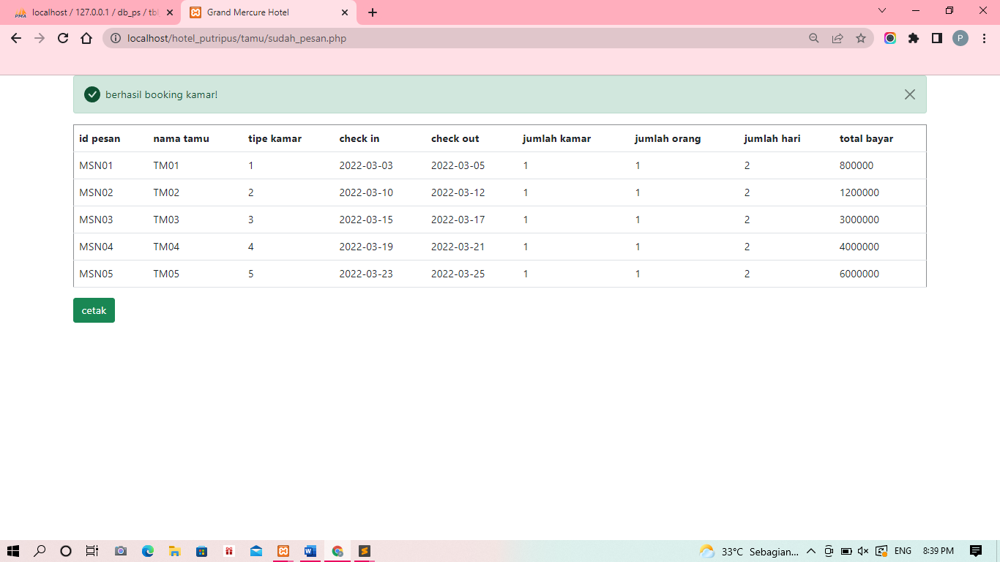 PMA localhost / 127.0.0.1 / db_ps / tbl Grand Mercure Hotel
localhost/hotel_putripus/tamu/sudah_pesan.php P
berhasil booking kamar!
id pesan nama tamu tipe kamar check in check out jumlah kamar jumlah orang jumlah hari total bayar
MSN01 TM01 1 2022-03-03 2022-03-05 1 1 2 800000
MSN02 TM02 2 2022-03-10 2022-03-12 1 1 2 1200000
MSN03 TM03 3 2022-03-15 2022-03-17 1 1 2 3000000
MSN04 TM04 4 2022-03-19 2022-03-21 1 1 2 4000000
MSN05 TM05 5 2022-03-23 2022-03-25 1 1 2 6000000
cetak
33°C Sebagian... ENG 8:39 PM